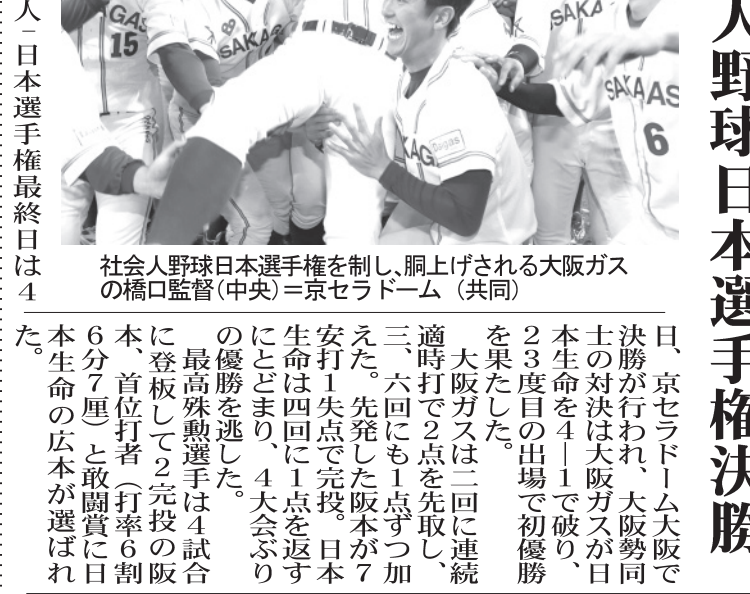 人野球日本選手権決勝
GAS
15
SAKA
SAKA
SAKA AS
6
KAG
Daigas
社会人野球日本選手権を制し、胴上げされる大阪ガス
の橋口監督(中央)=京セラドーム(共同)
人―日本選手権最終日は4
日、京セラドーム大阪で
決勝が行われ、大阪勢同
士の対決は大阪ガスが日
本生命を4―1で破り、
23度目の出場で初優勝
を果たした。
大阪ガスは二回に連続
適時打で2点を先取し、
三、六回にも1点ずつ加
えた。先発した阪本が7
安打1失点で完投。日本
生命は四回に1点を返す
にとどまり、4大会ぶり
の優勝を逃した。
最高殊勲選手は4試合
に登板して2完投の阪
本、首位打者(打率6割
6分7厘)と敢闘賞に日
本生命の広本が選ばれ
た。